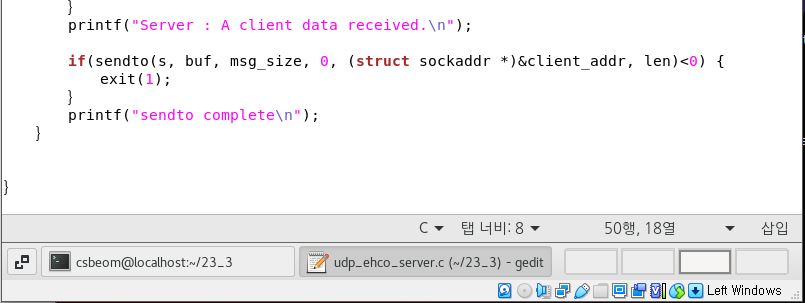 }
printf("Server : A client data received.\n");
if(sendto(s, buf, msg_size, 0, (struct sockaddr *)&client_addr, len)<0) {
exit(1);
}
printf("sendto complete\n");
}
}
C 탭 너비: 8 50행, 18열 삽입
csbeom@localhost:~/23_3 udp_ehco_server.c (~/23_3) – gedit
Left Windows